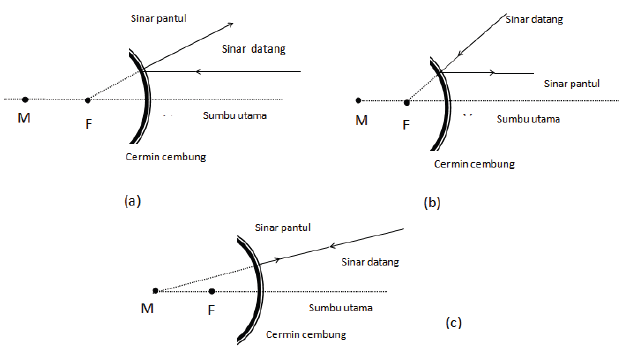 Sinar pantul
Sinar datang
M
F
Sumbu utama
Cermin cembung
(a)
Sinar datang
Sinar pantul
M
F
Sumbu utama
Cermin cembung
(b)
Sinar pantul
Sinar datang
M
F
Sumbu utama
Cermin cembung
(c)